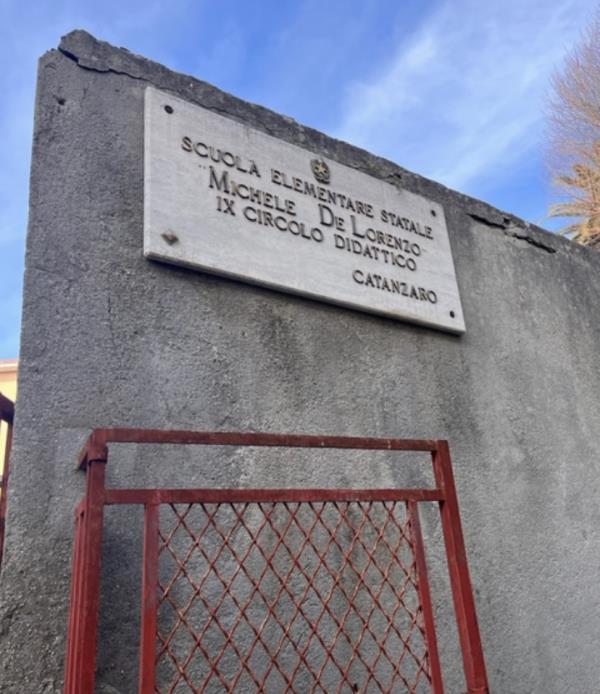 SCUOLA ELEMENTARE STATALE
MICHELE DE LORENZO
IX CIRCOLO DIDATTICO
CATANZARO